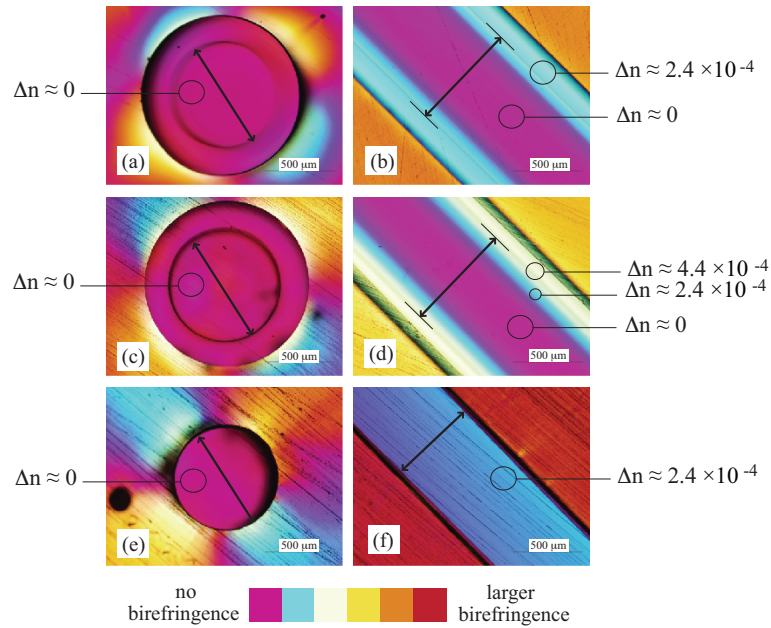 Δn ≈ 0
(a)
500 μm
Δn ≈ 2.4 ×10⁻⁴
Δn ≈ 0
(b)
500 μm
Δn ≈ 0
(c)
500 μm
Δn ≈ 4.4 ×10⁻⁴
Δn ≈ 2.4 ×10⁻⁴
Δn ≈ 0
(d)
500 μm
Δn ≈ 0
(e)
500 μm
Δn ≈ 2.4 ×10⁻⁴
(f)
500 μm
no
birefringence
larger
birefringence